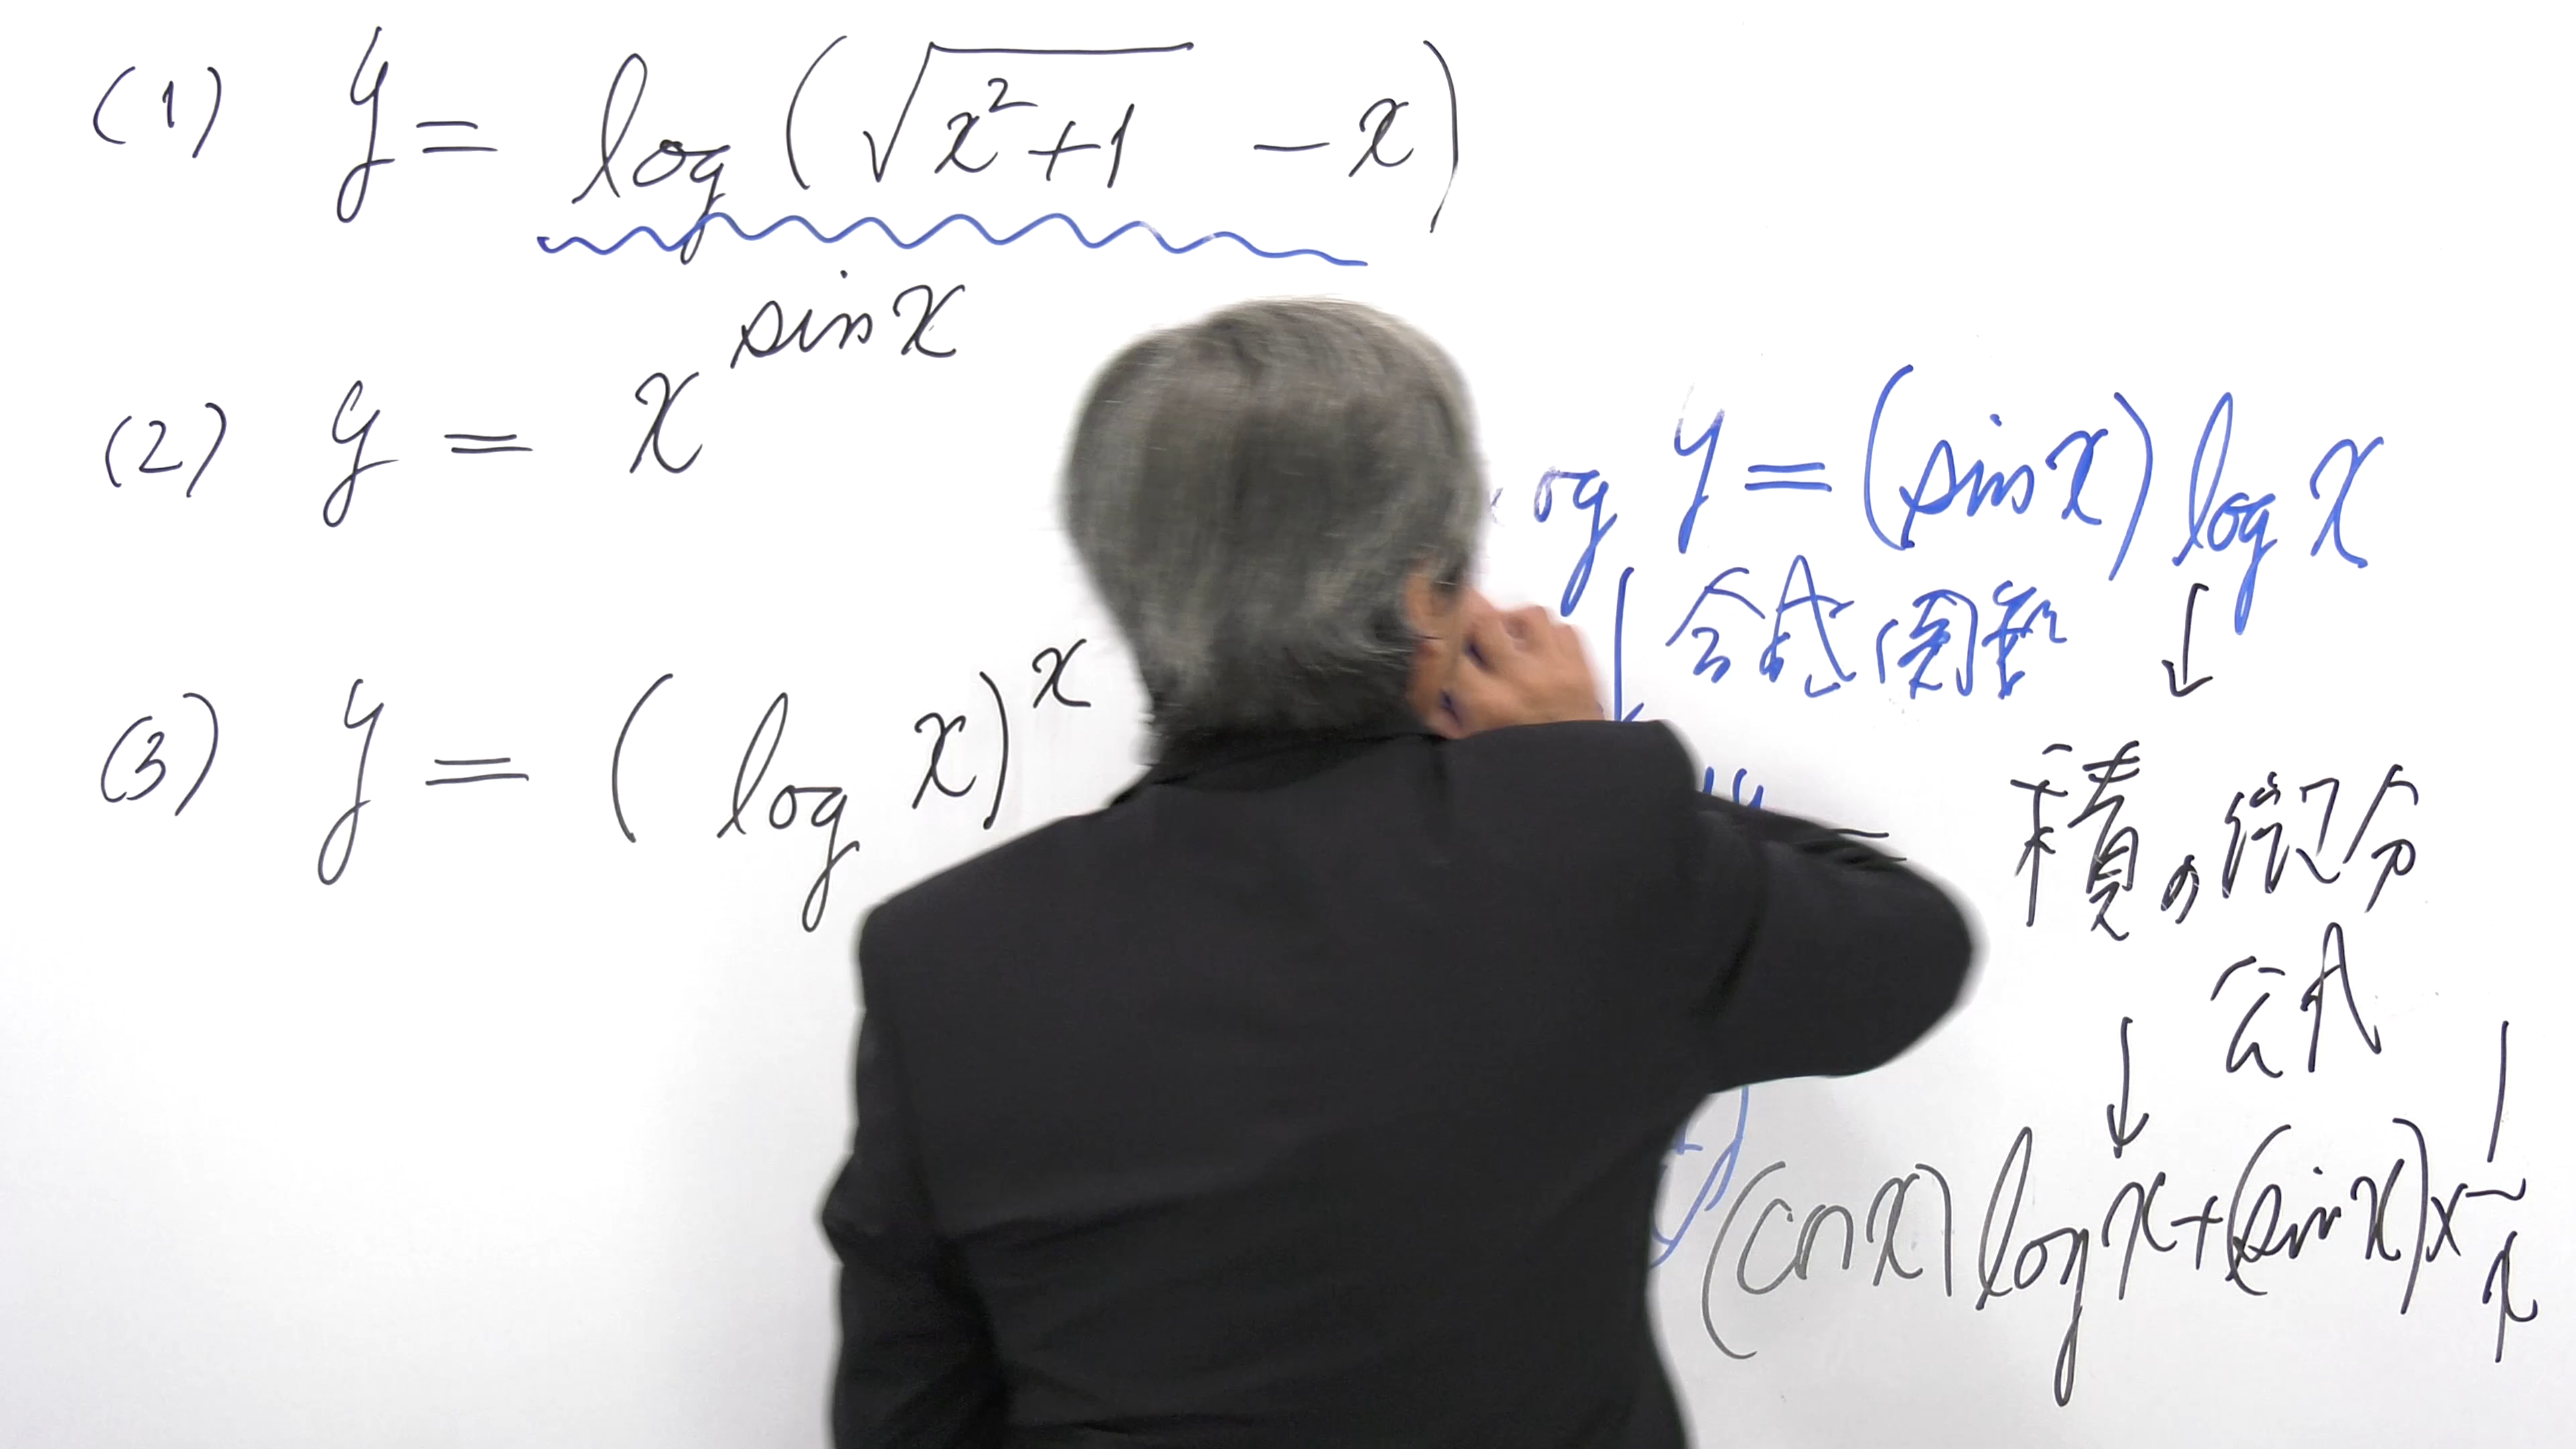 (1) y = log (√x²+1 − x)
(2) y = x^sin x
og y = (sin x) log x
合成関数 ↓
(3) y = (log x)^x
積の微分
公式
↓
(cos x) log x + (sin x) × 1/x